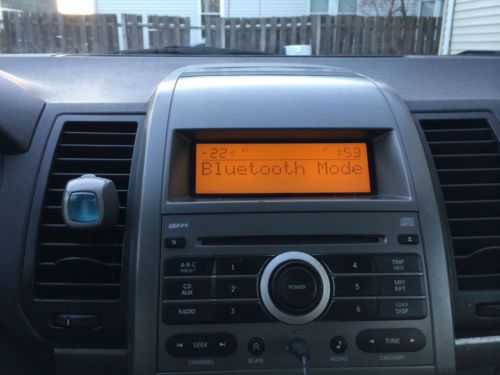 -22°F 1:53
Bluetooth Mode
A·B·C
PRESET
1
4
TRIP
INFO
CD
AUX
2
5
MIX
RPT
RADIO
3
6
CLOCK
DISP
POWER
SEEK
CHANNEL
SCAN
AUDIO
TUNE
CATEGORY